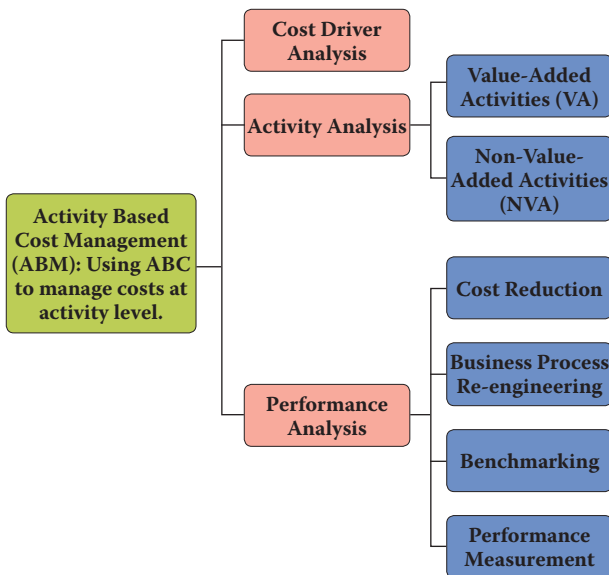 Cost Driver
Analysis
Activity Analysis
Value-Added
Activities (VA)
Non-Value-
Added Activities
(NVA)
Activity Based
Cost Management
(ABM): Using ABC
to manage costs at
activity level.
Performance
Analysis
Cost Reduction
Business Process
Re-engineering
Benchmarking
Performance
Measurement